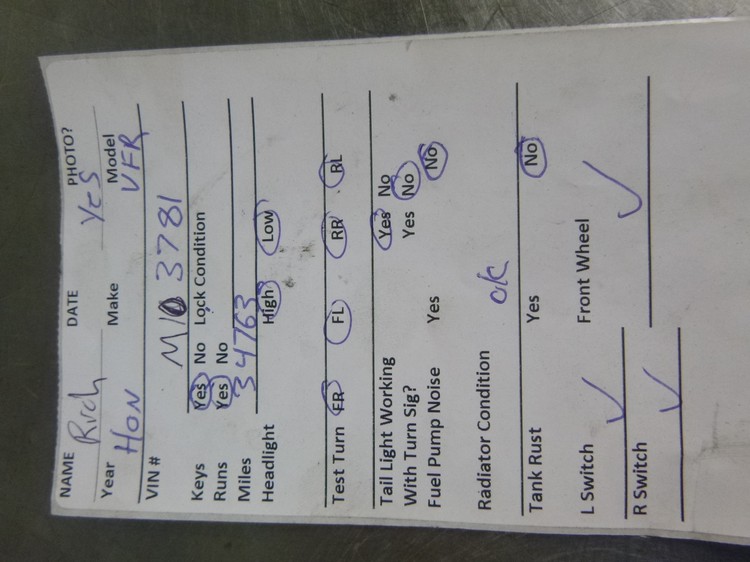 NAME Rich DATE PHOTO? Yes
Year HON Make Model VFR
VIN # M103781
Keys Yes No Lock Condition
Runs Yes No
Miles 34763
Headlight High Low
Test Turn FR FL RR RL
Tail Light Working Yes No
With Turn Sig? Yes No
Fuel Pump Noise Yes No
Radiator Condition ok
Tank Rust Yes No
L Switch ✓ Front Wheel ✓
R Switch ✓